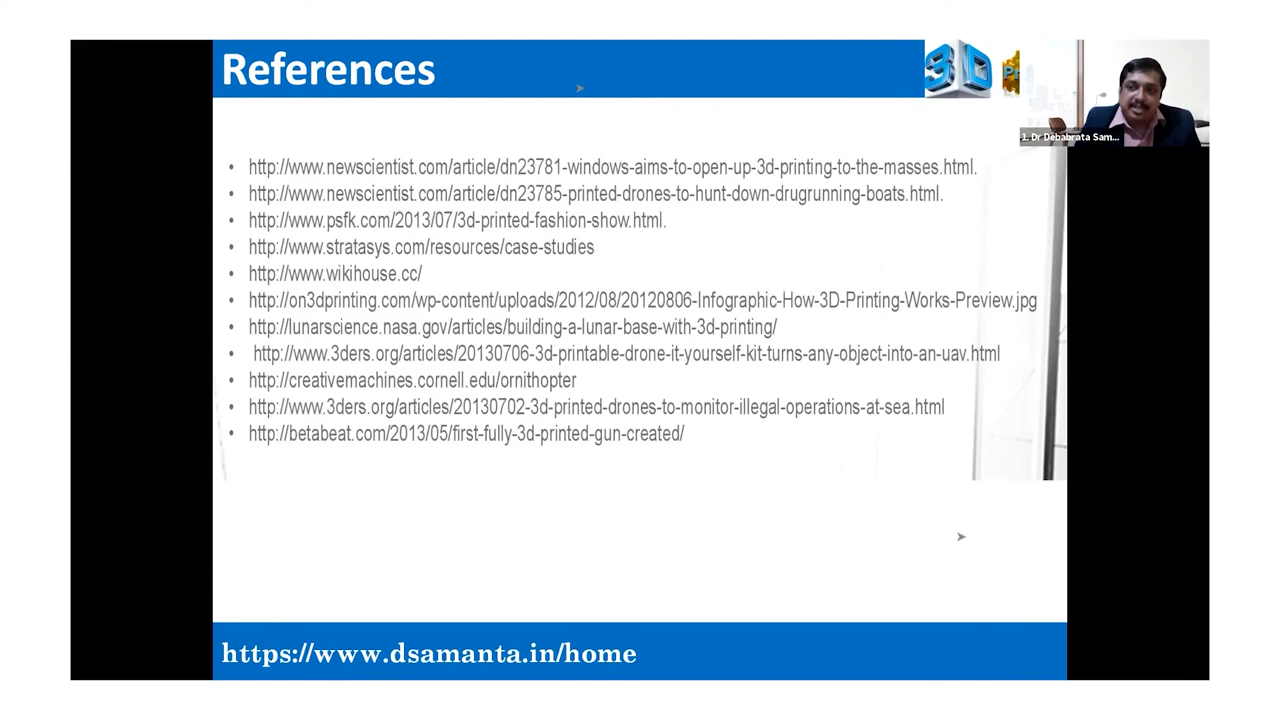 References
3D
Pr
1. Dr Debabrata Sam...
• http://www.newscientist.com/article/dn23781-windows-aims-to-open-up-3d-printing-to-the-masses.html.
• http://www.newscientist.com/article/dn23785-printed-drones-to-hunt-down-drugrunning-boats.html.
• http://www.psfk.com/2013/07/3d-printed-fashion-show.html.
• http://www.stratasys.com/resources/case-studies
• http://www.wikihouse.cc/
• http://on3dprinting.com/wp-content/uploads/2012/08/20120806-Infographic-How-3D-Printing-Works-Preview.jpg
• http://lunarscience.nasa.gov/articles/building-a-lunar-base-with-3d-printing/
• http://www.3ders.org/articles/20130706-3d-printable-drone-it-yourself-kit-turns-any-object-into-an-uav.html
• http://creativemachines.cornell.edu/ornithopter
• http://www.3ders.org/articles/20130702-3d-printed-drones-to-monitor-illegal-operations-at-sea.html
• http://betabeat.com/2013/05/first-fully-3d-printed-gun-created/
https://www.dsamanta.in/home